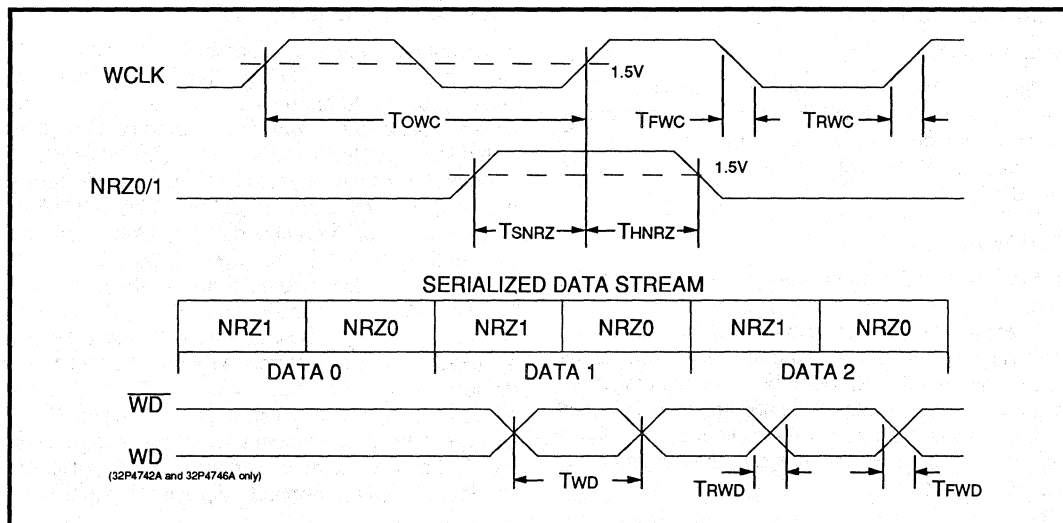 WCLK
1.5V
TOWC
TFWC
TRWC
NRZ0/1
1.5V
TSNRZ
THNRZ
SERIALIZED DATA STREAM
NRZ1 NRZ0 NRZ1 NRZ0 NRZ1 NRZ0
DATA 0 DATA 1 DATA 2
WD
WD
(32P4742A and 32P4746A only)
TWD
TRWD
TFWD